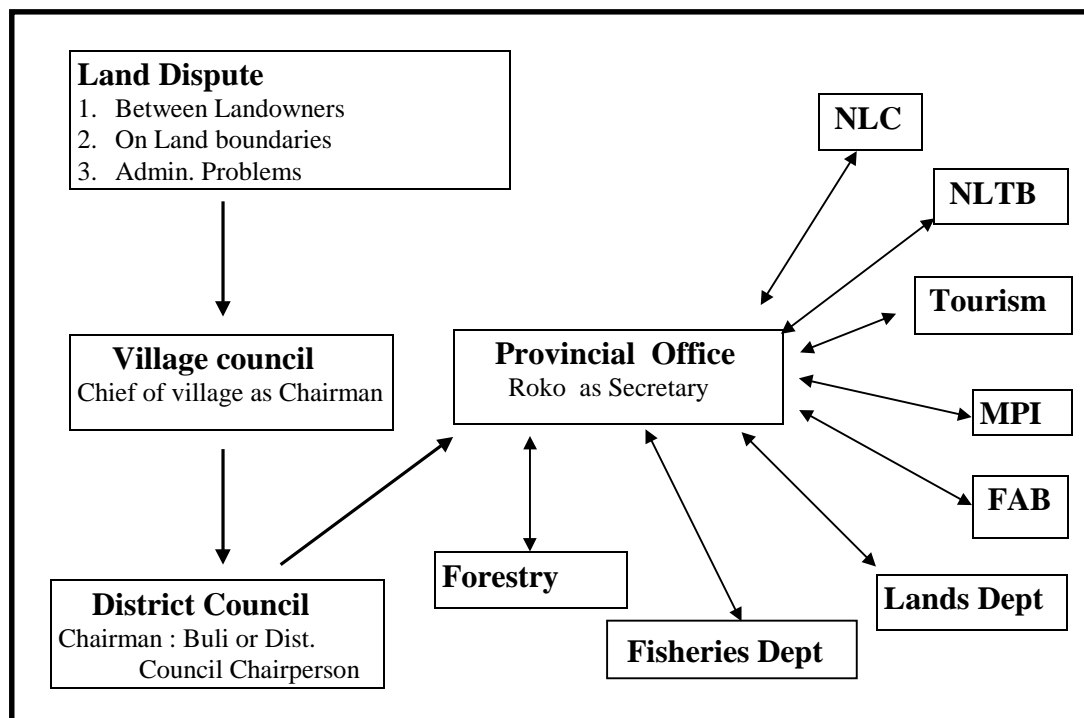 Land Dispute
1. Between Landowners
2. On Land boundaries
3. Admin. Problems
NLC
NLTB
Tourism
Village council
Chief of village as Chairman
Provincial Office
Roko as Secretary
MPI
FAB
Forestry
Lands Dept
District Council
Chairman : Buli or Dist.
Council Chairperson
Fisheries Dept